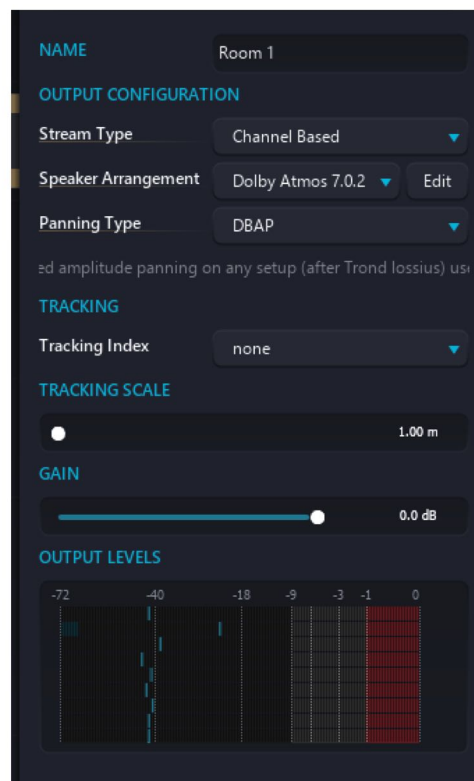 NAME Room 1
OUTPUT CONFIGURATION
Stream Type Channel Based
Speaker Arrangement Dolby Atmos 7.0.2 Edit
Panning Type DBAP
ed amplitude panning on any setup (after Trond lossius) use
TRACKING
Tracking Index none
TRACKING SCALE
1.00 m
GAIN
0.0 dB
OUTPUT LEVELS
-72 -40 -18 -9 -3 -1 0